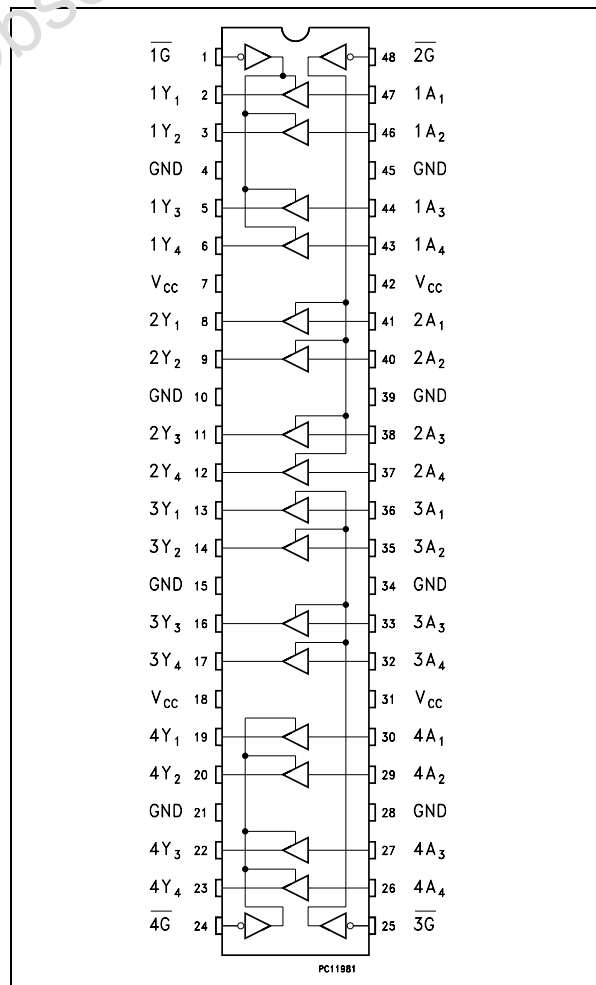 obs
1G 1 48 2G
1Y1 2 47 1A1
1Y2 3 46 1A2
GND 4 45 GND
1Y3 5 44 1A3
1Y4 6 43 1A4
VCC 7 42 VCC
2Y1 8 41 2A1
2Y2 9 40 2A2
GND 10 39 GND
2Y3 11 38 2A3
2Y4 12 37 2A4
3Y1 13 36 3A1
3Y2 14 35 3A2
GND 15 34 GND
3Y3 16 33 3A3
3Y4 17 32 3A4
VCC 18 31 VCC
4Y1 19 30 4A1
4Y2 20 29 4A2
GND 21 28 GND
4Y3 22 27 4A3
4Y4 23 26 4A4
4G 24 25 3G
PC11981